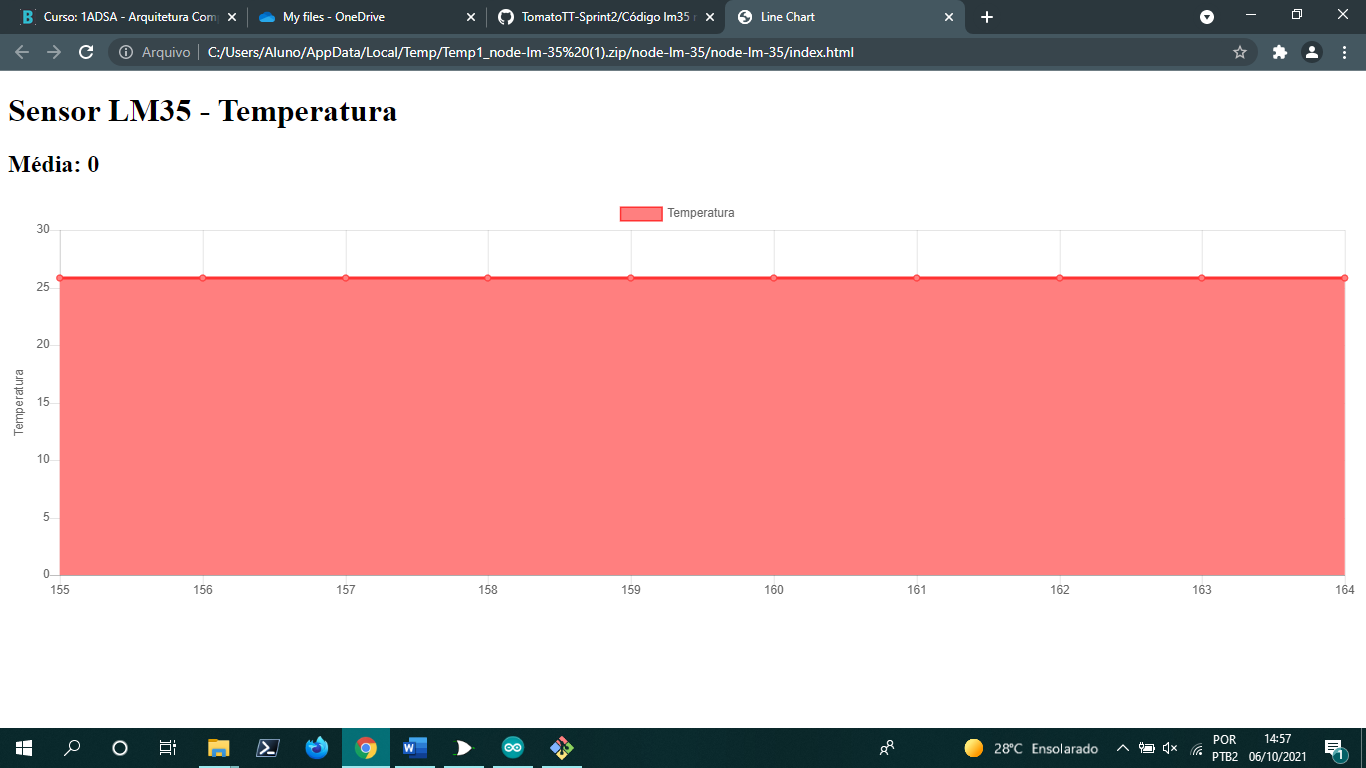 Curso: 1ADSA - Arquitetura Com
My files - OneDrive
TomatoTT-Sprint2/Código lm35
Line Chart
Arquivo
C:/Users/Aluno/AppData/Local/Temp/Temp1_node-lm-35%20(1).zip/node-lm-35/node-lm-35/index.html
Sensor LM35 - Temperatura
Média: 0
Temperatura
30
25
20
15
10
5
0
Temperatura
155 156 157 158 159 160 161 162 163 164
28°C Ensolarado
POR
PTB2
14:57
06/10/2021
1